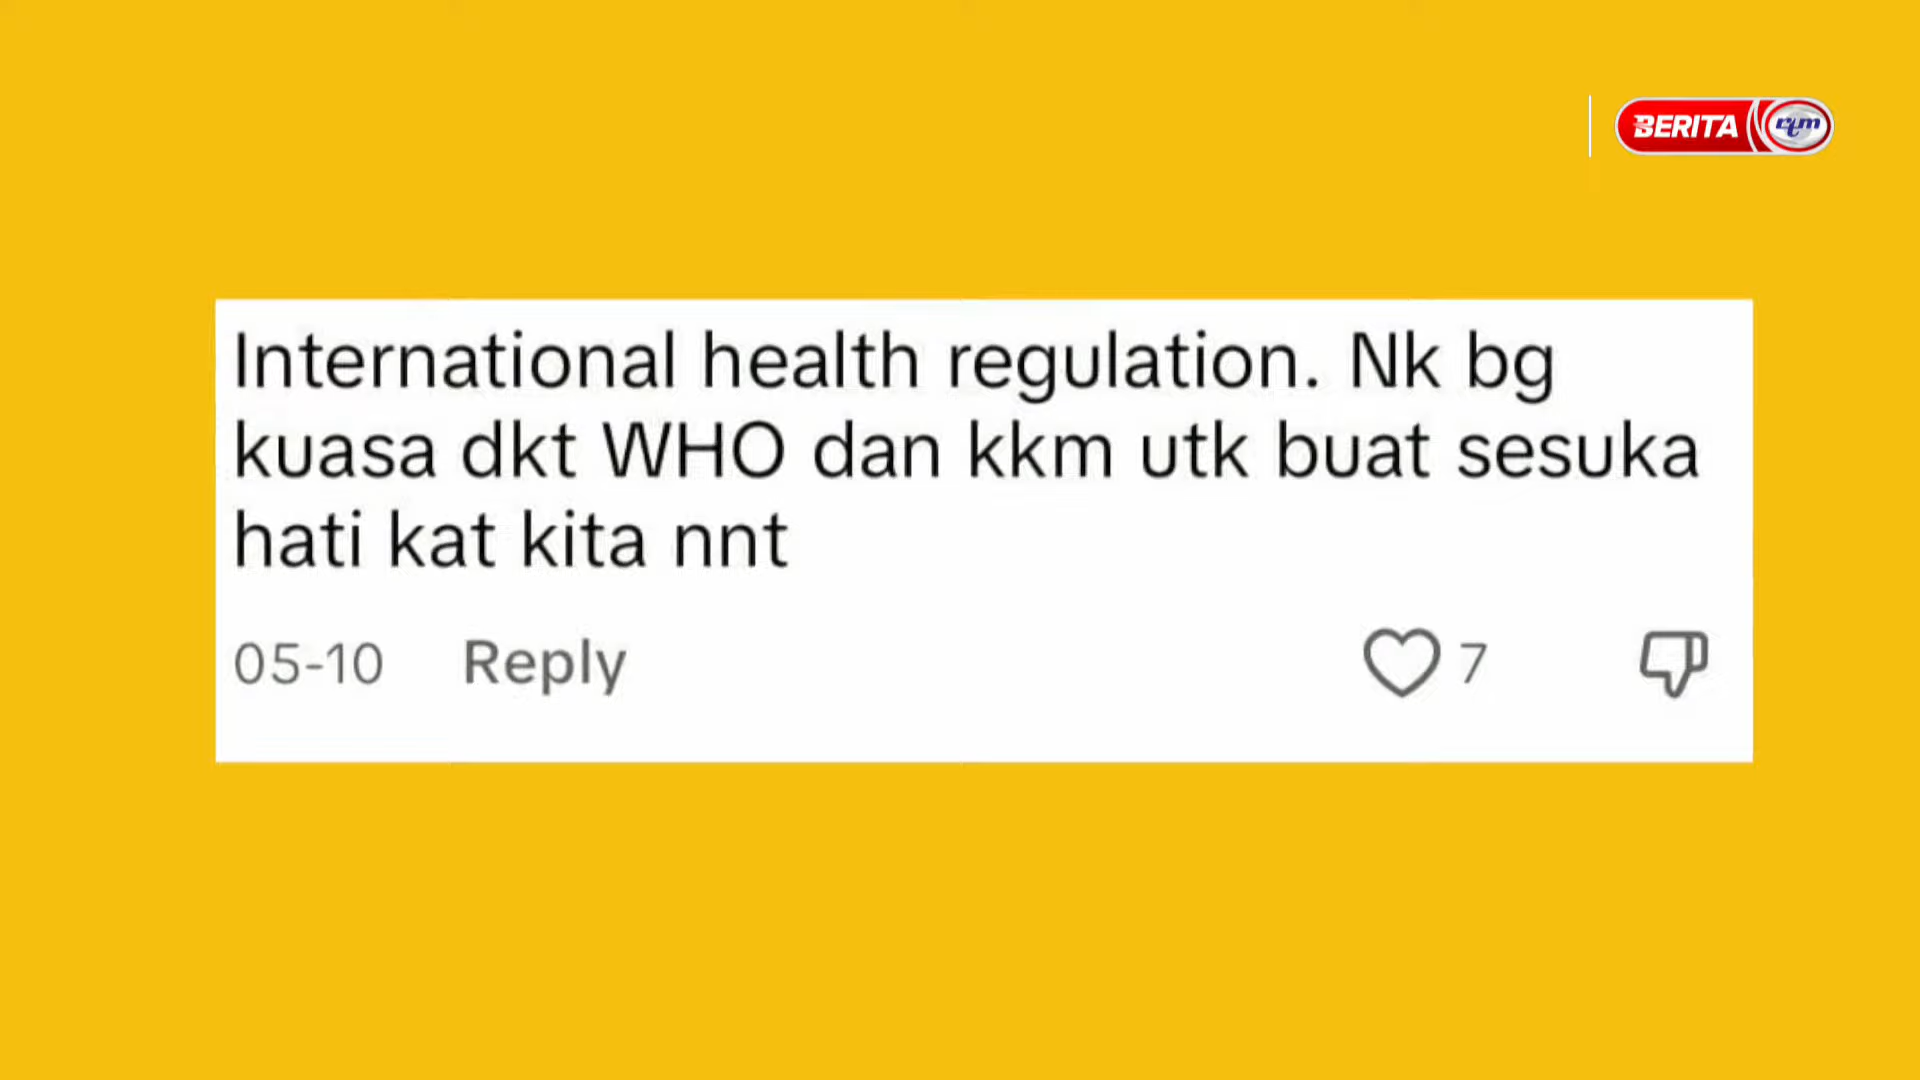 BERITA rtm
International health regulation. Nk bg
kuasa dkt WHO dan kkm utk buat sesuka
hati kat kita nnt
05-10 Reply 7